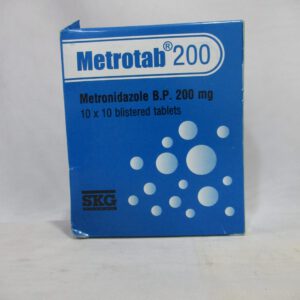 Metrotab® 200
Metronidazole B.P. 200 mg
10 x 10 blistered tablets
SKG